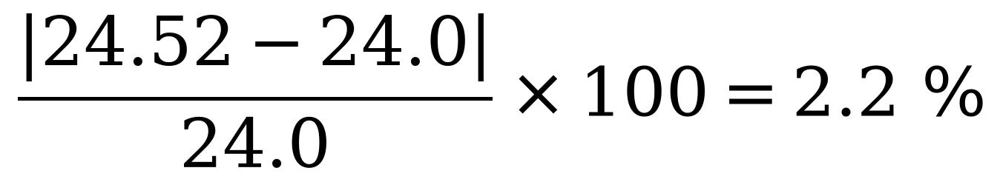 |24.52 − 24.0|
24.0
× 100 = 2.2 %